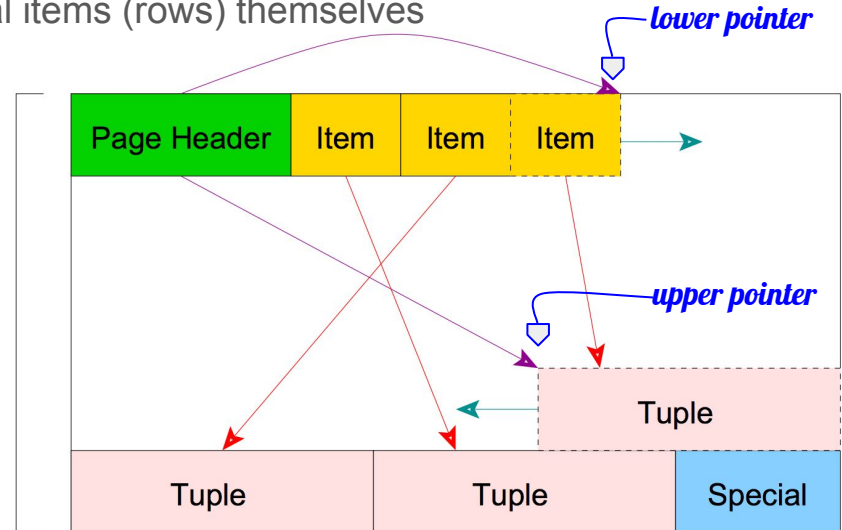 al items (rows) themselves
lower pointer
Page Header
Item
Item
Item
upper pointer
Tuple
Tuple
Tuple
Special